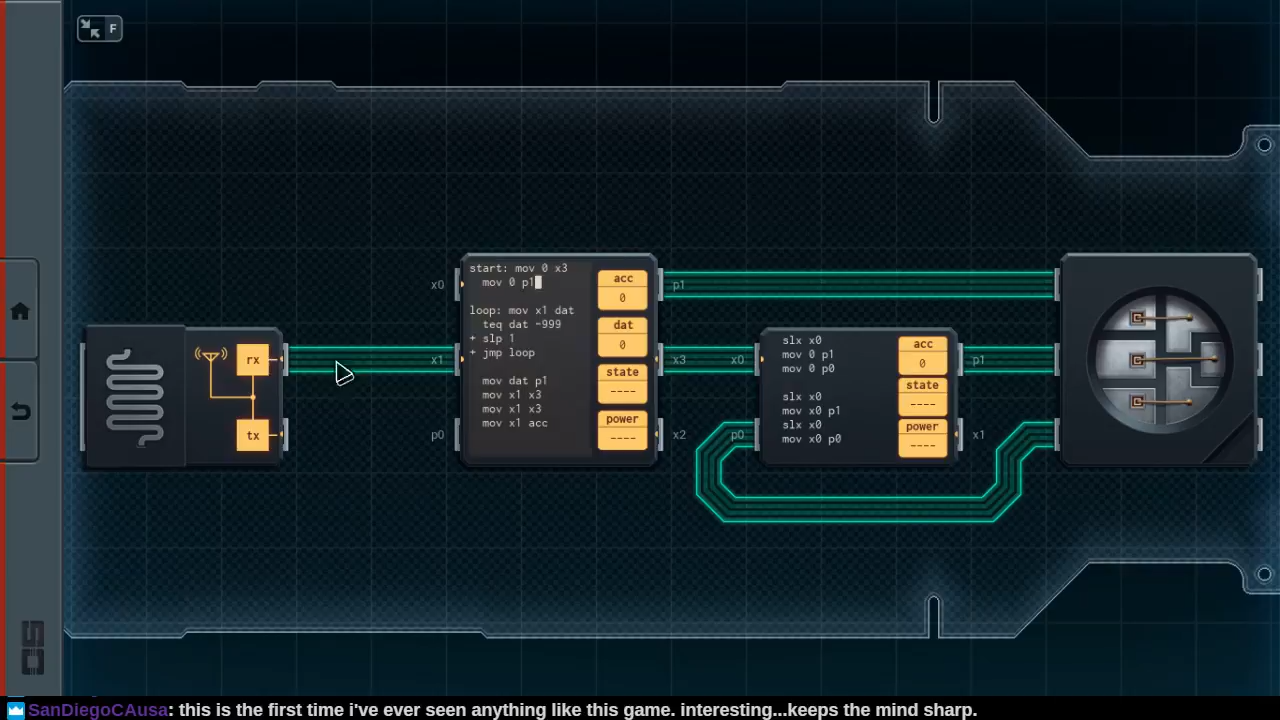 F
rx
tx
x0
x1
p0
start: mov 0 x3
mov 0 p1
loop: mov x1 dat
teq dat -999
+ slp 1
+ jmp loop
mov dat p1
mov x1 x3
mov x1 x3
mov x1 acc
acc
0
dat
0
state
----
power
----
p1
x3
x2
x0
p0
slx x0
mov 0 p1
mov 0 p0
slx x0
mov x0 p1
slx x0
mov x0 p0
acc
0
state
----
power
----
p1
x1
SanDiegoCAusa: this is the first time i've ever seen anything like this game. interesting...keeps the mind sharp.